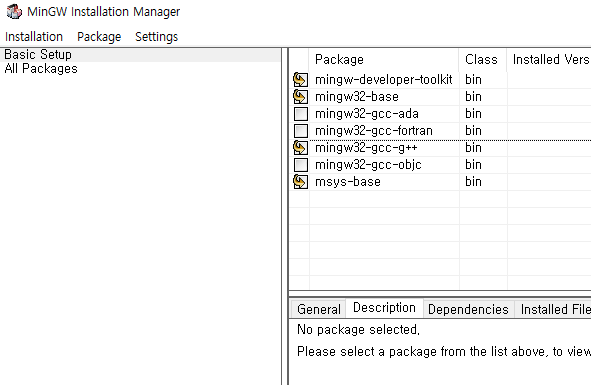 MinGW Installation Manager
Installation Package Settings
Basic Setup
All Packages
Package Class Installed Vers
mingw-developer-toolkit bin
mingw32-base bin
mingw32-gcc-ada bin
mingw32-gcc-fortran bin
mingw32-gcc-g++ bin
mingw32-gcc-objc bin
msys-base bin
General Description Dependencies Installed File
No package selected,
Please select a package from the list above, to view